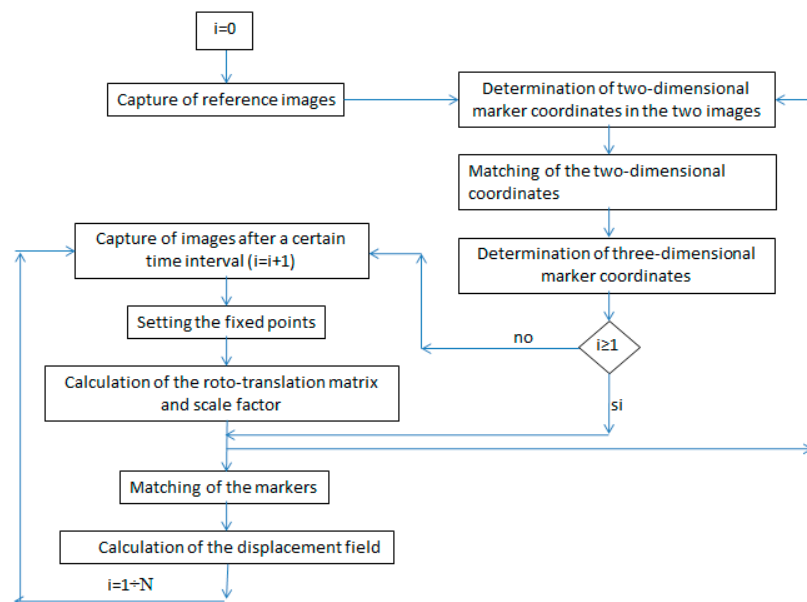 i=0
Capture of reference images
Determination of two-dimensional
marker coordinates in the two images
Matching of the two-dimensional
coordinates
Determination of three-dimensional
marker coordinates
i≥1
no
si
Capture of images after a certain
time interval (i=i+1)
Setting the fixed points
Calculation of the roto-translation matrix
and scale factor
Matching of the markers
Calculation of the displacement field
i=1÷N